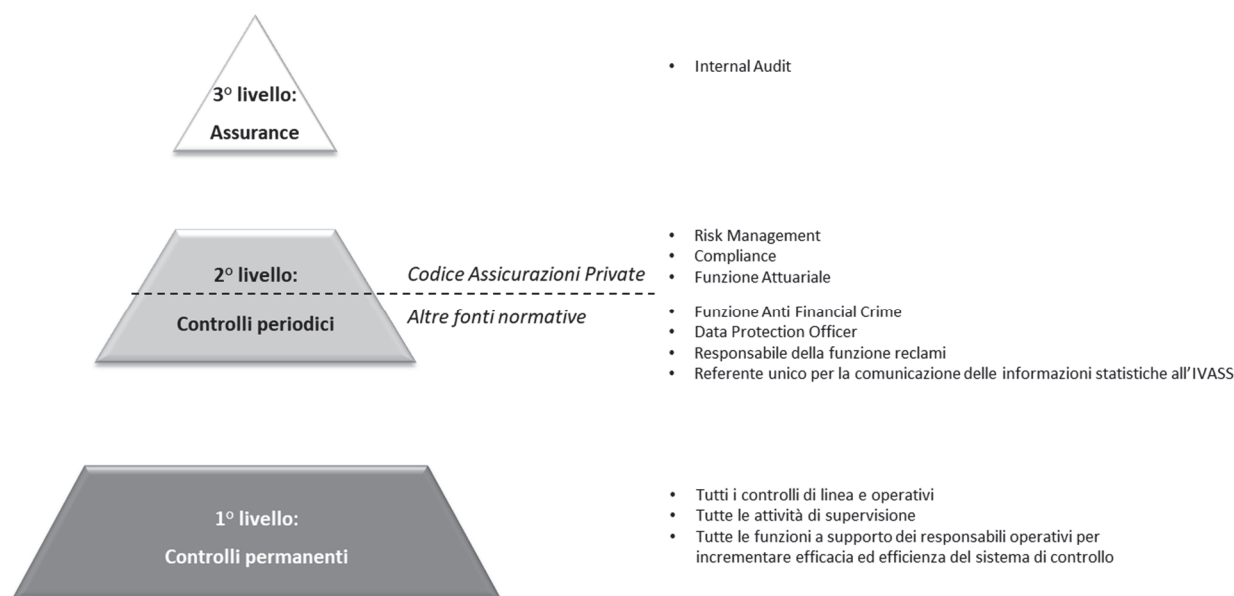 3° livello:
Assurance
• Internal Audit
2° livello:
Controlli periodici
Codice Assicurazioni Private
Altre fonti normative
• Risk Management
• Compliance
• Funzione Attuariale
• Funzione Anti Financial Crime
• Data Protection Officer
• Responsabile della funzione reclami
• Referente unico per la comunicazione delle informazioni statistiche all'IVASS
1° livello:
Controlli permanenti
• Tutti i controlli di linea e operativi
• Tutte le attività di supervisione
• Tutte le funzioni a supporto dei responsabili operativi per
incrementare efficacia ed efficienza del sistema di controllo